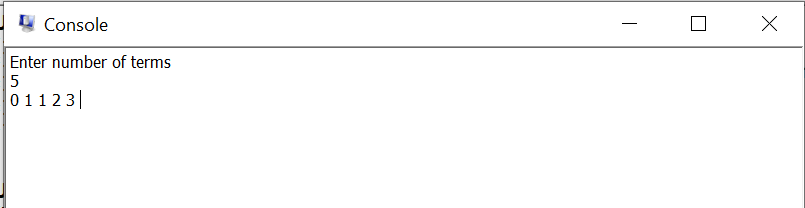 Console
Enter number of terms
5
0 1 1 2 3